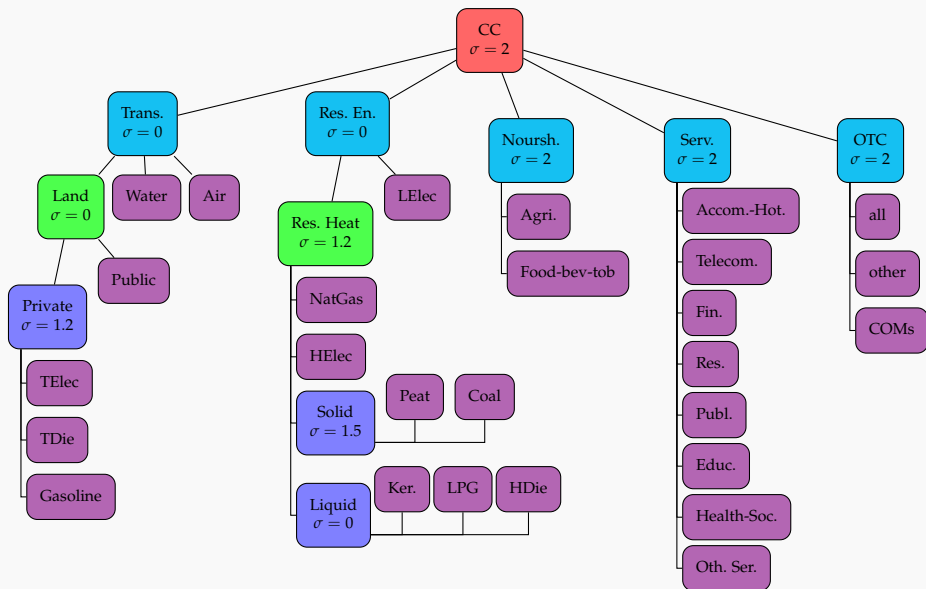 CC
σ = 2
Trans.
σ = 0
Res. En.
σ = 0
Noursh.
σ = 2
Serv.
σ = 2
OTC
σ = 2
Land
σ = 0
Water
Air
Res. Heat
σ = 1.2
LElec
Agri.
Food-bev-tob
Accom.-Hot.
Telecom.
Fin.
Res.
Publ.
Educ.
Health-Soc.
Oth. Ser.
all
other
COMs
Private
σ = 1.2
Public
TElec
TDie
Gasoline
NatGas
HElec
Solid
σ = 1.5
Peat
Coal
Liquid
σ = 0
Ker.
LPG
HDie